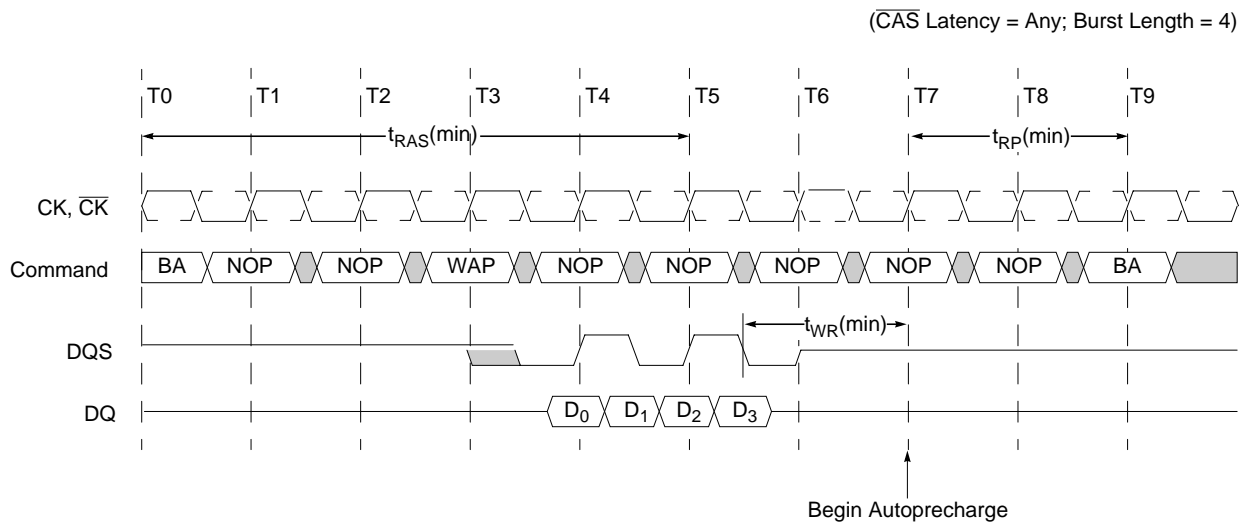 (C̅A̅S̅ Latency = Any; Burst Length = 4)
T0 T1 T2 T3 T4 T5 T6 T7 T8 T9
tRAS(min) tRP(min)
CK, C̅K̅
Command BA NOP NOP WAP NOP NOP NOP NOP NOP BA
tWR(min)
DQS
DQ D0 D1 D2 D3
Begin Autoprecharge